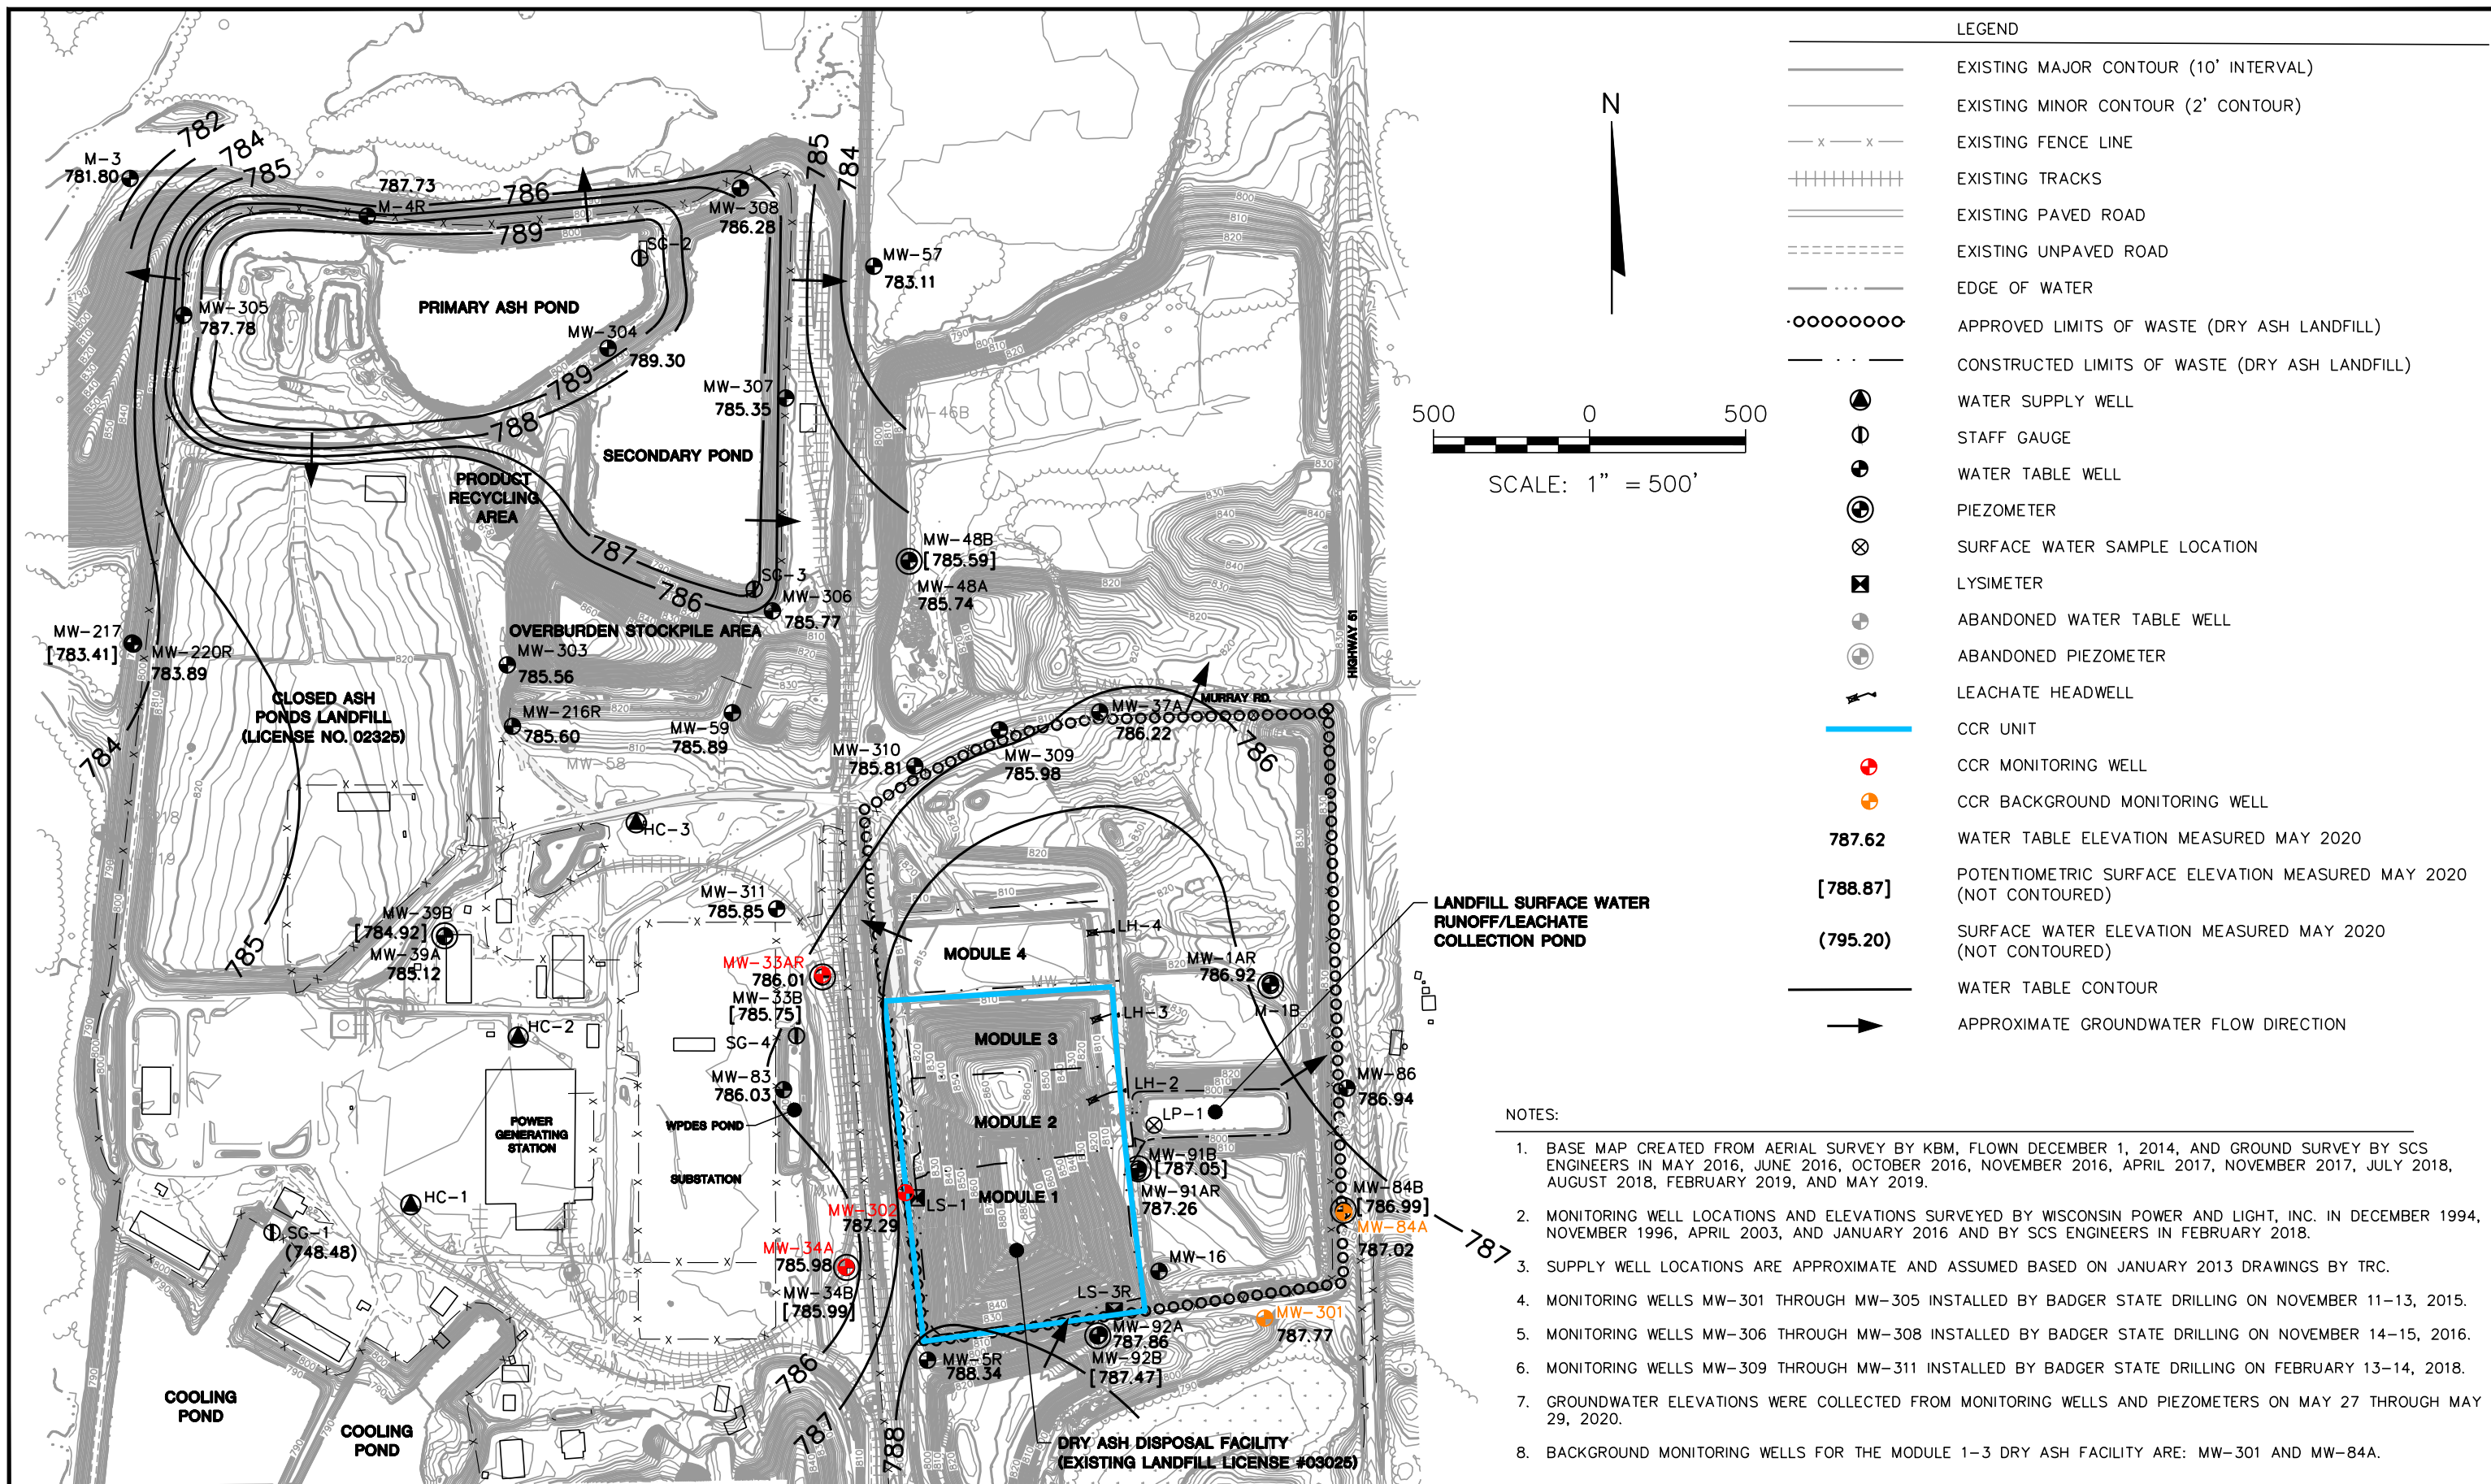 782
784
785
M-3
781.80
787.73
M-4R
786
M-5
789
SG-2
MW-308
786.28
785
784
MW-57
783.11
MW-305
787.78
PRIMARY ASH POND
MW-304
789.30
789
788
MW-307
785.35
MW-46B
SECONDARY POND
PRODUCT
RECYCLING
AREA
787
786
SG-3
MW-306
785.77
MW-48B
[785.59]
MW-48A
785.74
OVERBURDEN STOCKPILE AREA
MW-303
785.56
MW-217
[783.41]
MW-220R
783.89
CLOSED ASH
PONDS LANDFILL
(LICENSE NO. 02325)
784
785
MW-216R
785.60
MW-58
MW-59
785.89
MW-310
785.81
MW-309
785.98
MW-37A
786.22
MURRAY RD.
HIGHWAY 61
786
HC-3
MW-39B
[784.92]
MW-39A
785.12
MW-311
785.85
MW-33AR
786.01
MW-33B
[785.75]
SG-4
MW-83
786.03
WPDES POND
SUBSTATION
HC-2
POWER
GENERATING
STATION
HC-1
SG-1
(748.48)
MW-40B
COOLING
POND
COOLING
POND
MODULE 4
MODULE 3
MODULE 2
MODULE 1
LH-4
LH-3
LH-2
LP-1
LS-1
LS-3R
MW-1AR
786.92
M-1B
MW-86
786.94
MW-91B
[787.05]
MW-91AR
787.26
MW-84B
[786.99]
MW-84A
787.02
787
MW-16
MW-301
787.77
MW-302
787.29
MW-34A
785.98
MW-34B
[785.99]
MW-92A
787.86
MW-92B
[787.47]
MW-5R
788.34
786
787
788
DRY ASH DISPOSAL FACILITY
(EXISTING LANDFILL LICENSE #03025)
LANDFILL SURFACE WATER
RUNOFF/LEACHATE
COLLECTION POND
N
500 0 500
SCALE: 1" = 500'
LEGEND
EXISTING MAJOR CONTOUR (10' INTERVAL)
EXISTING MINOR CONTOUR (2' CONTOUR)
EXISTING FENCE LINE
EXISTING TRACKS
EXISTING PAVED ROAD
EXISTING UNPAVED ROAD
EDGE OF WATER
APPROVED LIMITS OF WASTE (DRY ASH LANDFILL)
CONSTRUCTED LIMITS OF WASTE (DRY ASH LANDFILL)
WATER SUPPLY WELL
STAFF GAUGE
WATER TABLE WELL
PIEZOMETER
SURFACE WATER SAMPLE LOCATION
LYSIMETER
ABANDONED WATER TABLE WELL
ABANDONED PIEZOMETER
LEACHATE HEADWELL
CCR UNIT
CCR MONITORING WELL
CCR BACKGROUND MONITORING WELL
787.62 WATER TABLE ELEVATION MEASURED MAY 2020
[788.87] POTENTIOMETRIC SURFACE ELEVATION MEASURED MAY 2020
(NOT CONTOURED)
(795.20) SURFACE WATER ELEVATION MEASURED MAY 2020
(NOT CONTOURED)
WATER TABLE CONTOUR
APPROXIMATE GROUNDWATER FLOW DIRECTION
NOTES:
1. BASE MAP CREATED FROM AERIAL SURVEY BY KBM, FLOWN DECEMBER 1, 2014, AND GROUND SURVEY BY SCS
ENGINEERS IN MAY 2016, JUNE 2016, OCTOBER 2016, NOVEMBER 2016, APRIL 2017, NOVEMBER 2017, JULY 2018,
AUGUST 2018, FEBRUARY 2019, AND MAY 2019.
2. MONITORING WELL LOCATIONS AND ELEVATIONS SURVEYED BY WISCONSIN POWER AND LIGHT, INC. IN DECEMBER 1994,
NOVEMBER 1996, APRIL 2003, AND JANUARY 2016 AND BY SCS ENGINEERS IN FEBRUARY 2018.
3. SUPPLY WELL LOCATIONS ARE APPROXIMATE AND ASSUMED BASED ON JANUARY 2013 DRAWINGS BY TRC.
4. MONITORING WELLS MW-301 THROUGH MW-305 INSTALLED BY BADGER STATE DRILLING ON NOVEMBER 11-13, 2015.
5. MONITORING WELLS MW-306 THROUGH MW-308 INSTALLED BY BADGER STATE DRILLING ON NOVEMBER 14-15, 2016.
6. MONITORING WELLS MW-309 THROUGH MW-311 INSTALLED BY BADGER STATE DRILLING ON FEBRUARY 13-14, 2018.
7. GROUNDWATER ELEVATIONS WERE COLLECTED FROM MONITORING WELLS AND PIEZOMETERS ON MAY 27 THROUGH MAY
29, 2020.
8. BACKGROUND MONITORING WELLS FOR THE MODULE 1-3 DRY ASH FACILITY ARE: MW-301 AND MW-84A.